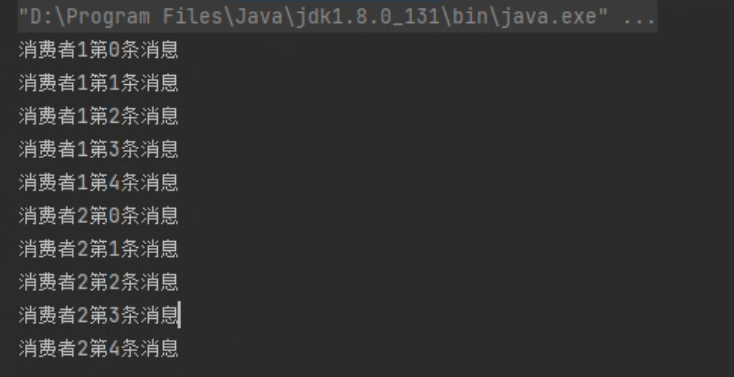 "D:\Program Files\Java\jdk1.8.0_131\bin\java.exe" ...
消费者1第0条消息
消费者1第1条消息
消费者1第2条消息
消费者1第3条消息
消费者1第4条消息
消费者2第0条消息
消费者2第1条消息
消费者2第2条消息
消费者2第3条消息
消费者2第4条消息